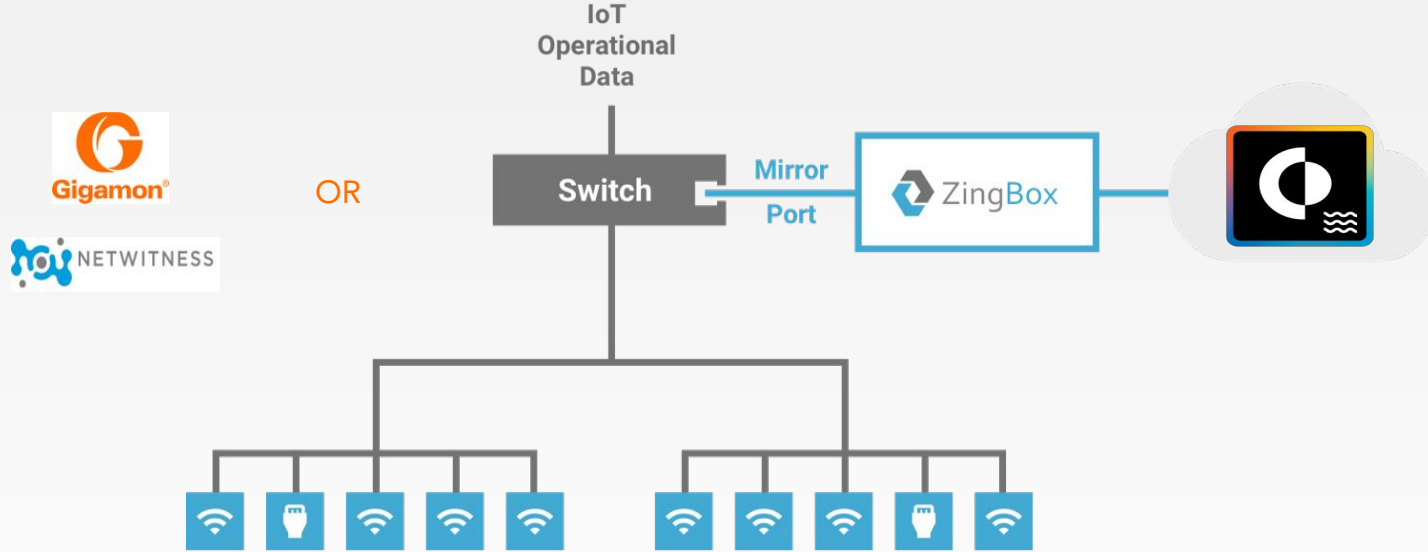 IoT
Operational
Data
Gigamon®
OR
Switch
Mirror
Port
ZingBox
NETWITNESS